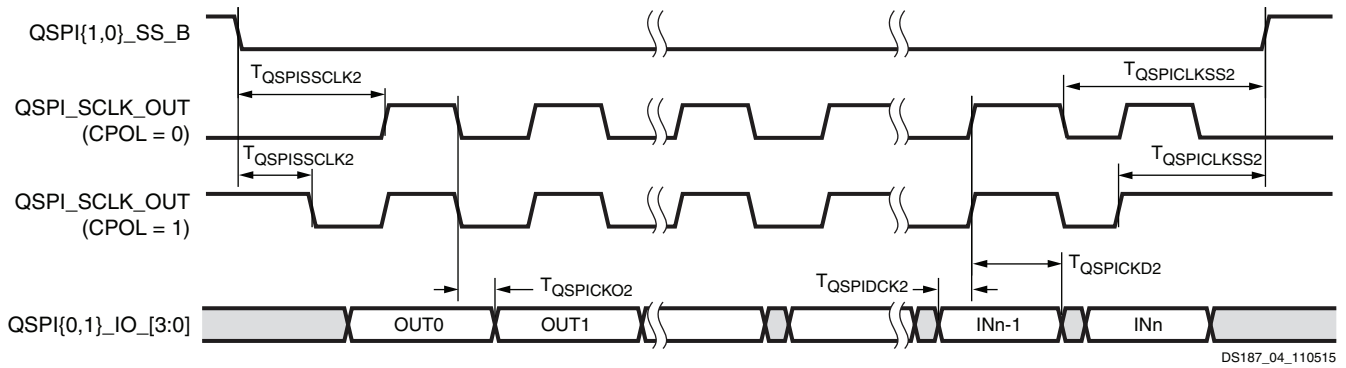 QSPI{1,0}_SS_B
TQSPISSCLK2
TQSPICLKSS2
QSPI_SCLK_OUT
(CPOL = 0)
TQSPISSCLK2
TQSPICLKSS2
QSPI_SCLK_OUT
(CPOL = 1)
TQSPICKO2
TQSPIDCK2
TQSPICKD2
QSPI{0,1}_IO_[3:0]
OUT0
OUT1
INn-1
INn
DS187_04_110515